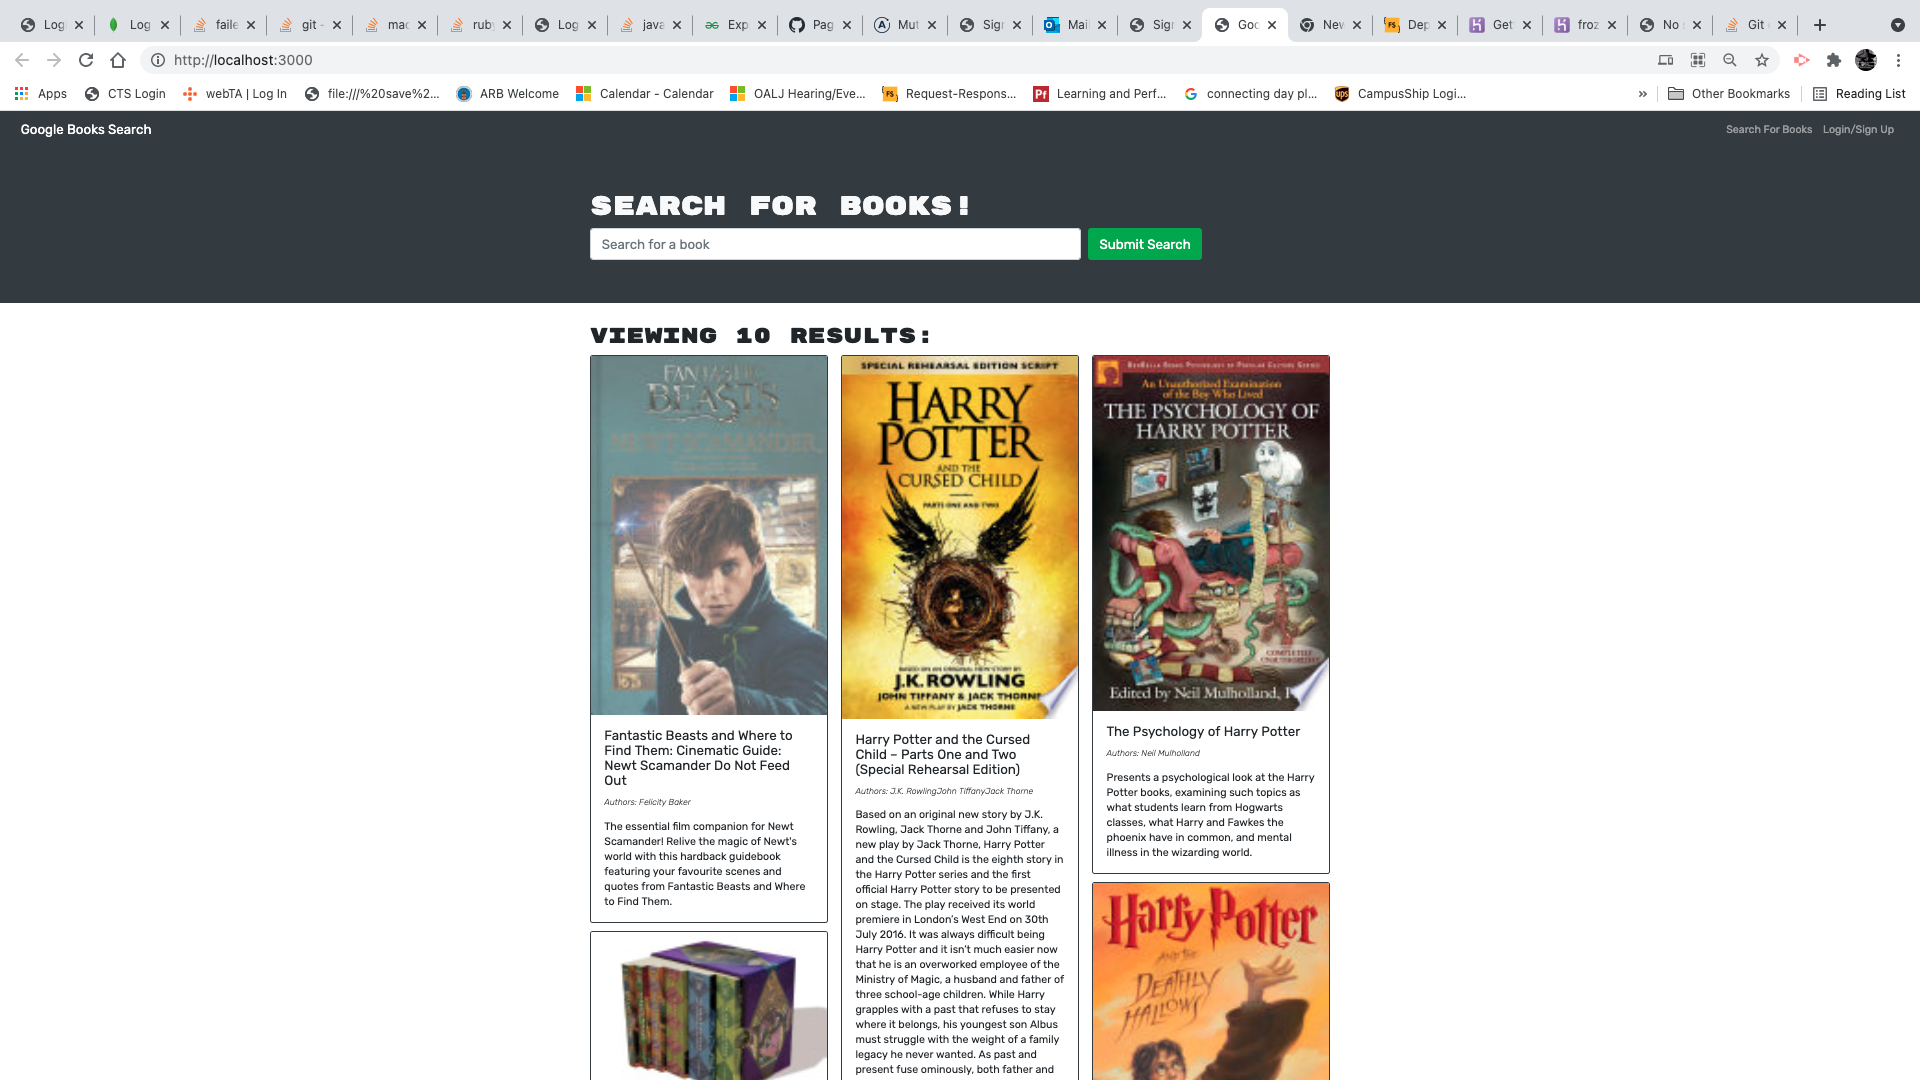 Log
Log
faile
git -
mac
ruby
Log
java
Exp
Pag
Mut
Sign
Mail
Sign
Goo
New
Dep
Get
froz
No s
Git
http://localhost:3000
Apps
CTS Login
webTA | Log In
file:///%20save%2...
ARB Welcome
Calendar - Calendar
OALJ Hearing/Eve...
Request-Respons...
Learning and Perf...
connecting day pl...
CampusShip Logi...
»
Other Bookmarks
Reading List
Google Books Search
Search For Books
Login/Sign Up
SEARCH FOR BOOKS!
Search for a book
Submit Search
VIEWING 10 RESULTS:
FANTASTIC
BEASTS
NEWT SCAMANDER
Fantastic Beasts and Where to
Find Them: Cinematic Guide:
Newt Scamander Do Not Feed
Out
Authors: Felicity Baker
The essential film companion for Newt
Scamander! Relive the magic of Newt's
world with this hardback guidebook
featuring your favourite scenes and
quotes from Fantastic Beasts and Where
to Find Them.
SPECIAL REHEARSAL EDITION SCRIPT
HARRY
POTTER
AND THE
CURSED CHILD
PARTS ONE AND TWO
BASED ON AN ORIGINAL NEW STORY BY
J.K. ROWLING
JOHN TIFFANY & JACK THORNE
A NEW PLAY BY JACK THORNE
Harry Potter and the Cursed
Child – Parts One and Two
(Special Rehearsal Edition)
Authors: J.K. RowlingJohn TiffanyJack Thorne
Based on an original new story by J.K.
Rowling, Jack Thorne and John Tiffany, a
new play by Jack Thorne, Harry Potter
and the Cursed Child is the eighth story in
the Harry Potter series and the first
official Harry Potter story to be presented
on stage. The play received its world
premiere in London's West End on 30th
July 2016. It was always difficult being
Harry Potter and it isn't much easier now
that he is an overworked employee of the
Ministry of Magic, a husband and father of
three school-age children. While Harry
grapples with a past that refuses to stay
where it belongs, his youngest son Albus
must struggle with the weight of a family
legacy he never wanted. As past and
present fuse ominously, both father and
An Unauthorized Examination
of the Boy Who Lived
THE PSYCHOLOGY OF
HARRY POTTER
COMPLETELY
UNAUTHORIZED
Edited by Neil Mulholland,
The Psychology of Harry Potter
Authors: Neil Mulholland
Presents a psychological look at the Harry
Potter books, examining such topics as
what students learn from Hogwarts
classes, what Harry and Fawkes the
phoenix have in common, and mental
illness in the wizarding world.
Harry Potter
AND THE
DEATHLY
HALLOWS